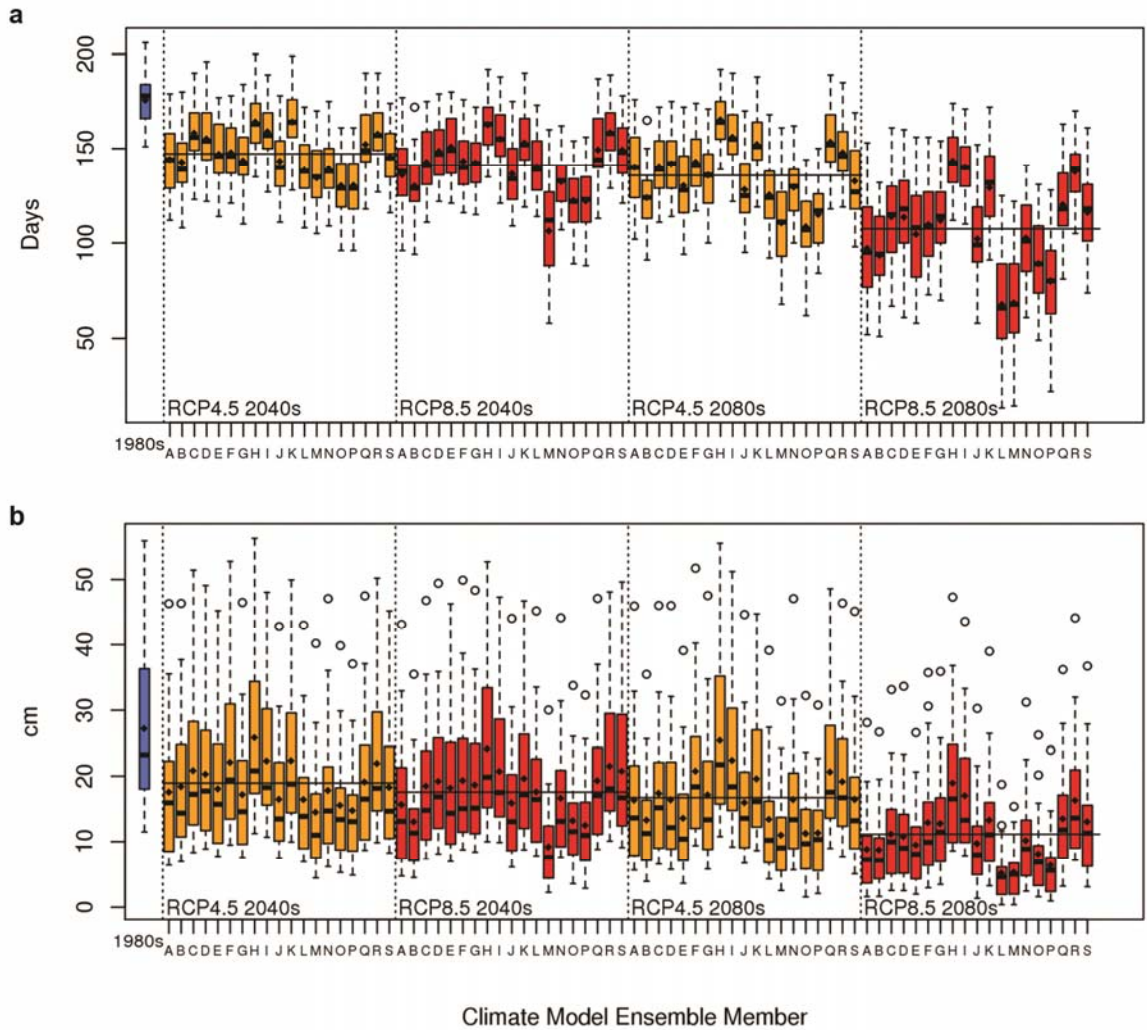 a
200
150
100
50
Days
RCP4.5 2040s RCP8.5 2040s RCP4.5 2080s RCP8.5 2080s
1980s
A B C D E F G H I J K L M N O P Q R S A B C D E F G H I J K L M N O P Q R S A B C D E F G H I J K L M N O P Q R S A B C D E F G H I J K L M N O P Q R S
b
50
40
30
20
10
0
cm
RCP4.5 2040s RCP8.5 2040s RCP4.5 2080s RCP8.5 2080s
1980s
A B C D E F G H I J K L M N O P Q R S A B C D E F G H I J K L M N O P Q R S A B C D E F G H I J K L M N O P Q R S A B C D E F G H I J K L M N O P Q R S
Climate Model Ensemble Member